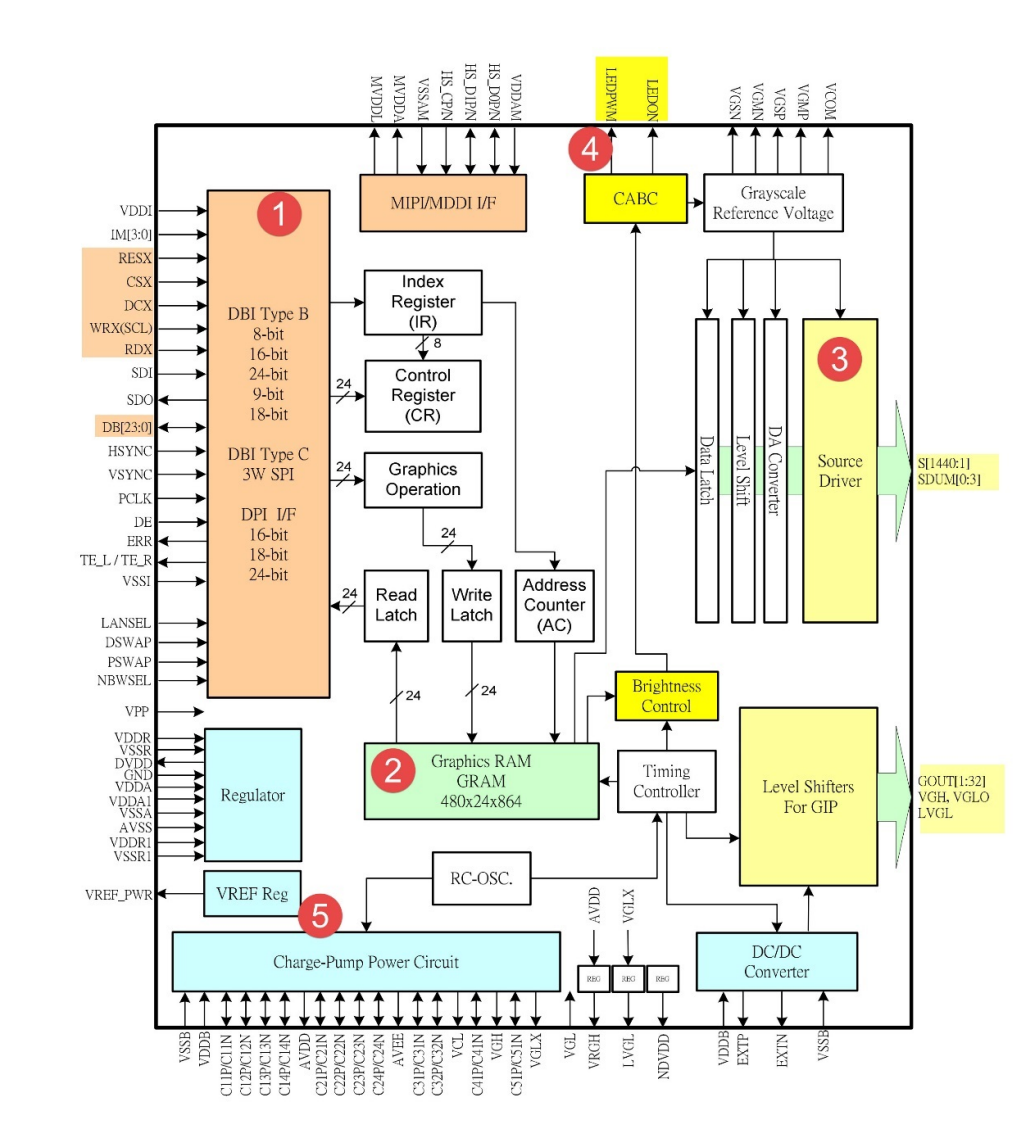 MVDDL
MVDDA
VSSAM
HS_CP/N
HS_D1P/N
HS_D0P/N
VDDAM
LEDPWM
LEDON
VGSN
VGMN
VGSP
VGMP
VCOM
4
1
MIPI/MDDI I/F
CABC
Grayscale
Reference Voltage
VDDI
IM[3:0]
RESX
CSX
DCX
WRX(SCL)
RDX
SDI
SDO
DB[23:0]
HSYNC
VSYNC
PCLK
DE
ERR
TE_L / TE_R
VSSI
LANSEL
DSWAP
PSWAP
NBWSEL
VPP
DBI Type B
8-bit
16-bit
24-bit
9-bit
18-bit
DBI Type C
3W SPI
DPI I/F
16-bit
18-bit
24-bit
Index
Register
(IR)
8
24
Control
Register
(CR)
24
Graphics
Operation
24
24
Read
Latch
Write
Latch
Address
Counter
(AC)
24
24
Data Latch
Level Shift
DA Converter
3
Source
Driver
S[1440:1]
SDUM[0:3]
Brightness
Control
2
Graphics RAM
GRAM
480x24x864
Timing
Controller
Level Shifters
For GIP
GOUT[1:32]
VGH, VGLO
LVGL
VDDR
VSSR
DVDD
GND
VDDA
VDDA1
VSSA
AVSS
VDDR1
VSSR1
Regulator
VREF_PWR
VREF Reg
RC-OSC.
5
Charge-Pump Power Circuit
AVDD
VGLX
REG
REG
REG
DC/DC
Converter
VSSB
VDDB
C11P/C11N
C12P/C12N
C13P/C13N
C14P/C14N
AVDD
C21P/C21N
C22P/C22N
C23P/C23N
C24P/C24N
AVEE
C31P/C31N
C32P/C32N
VCL
C41P/C41N
VGH
C51P/C51N
VGLX
VGL
VRGH
LVGL
NDVDD
VDDB
EXTP
EXTN
VSSB